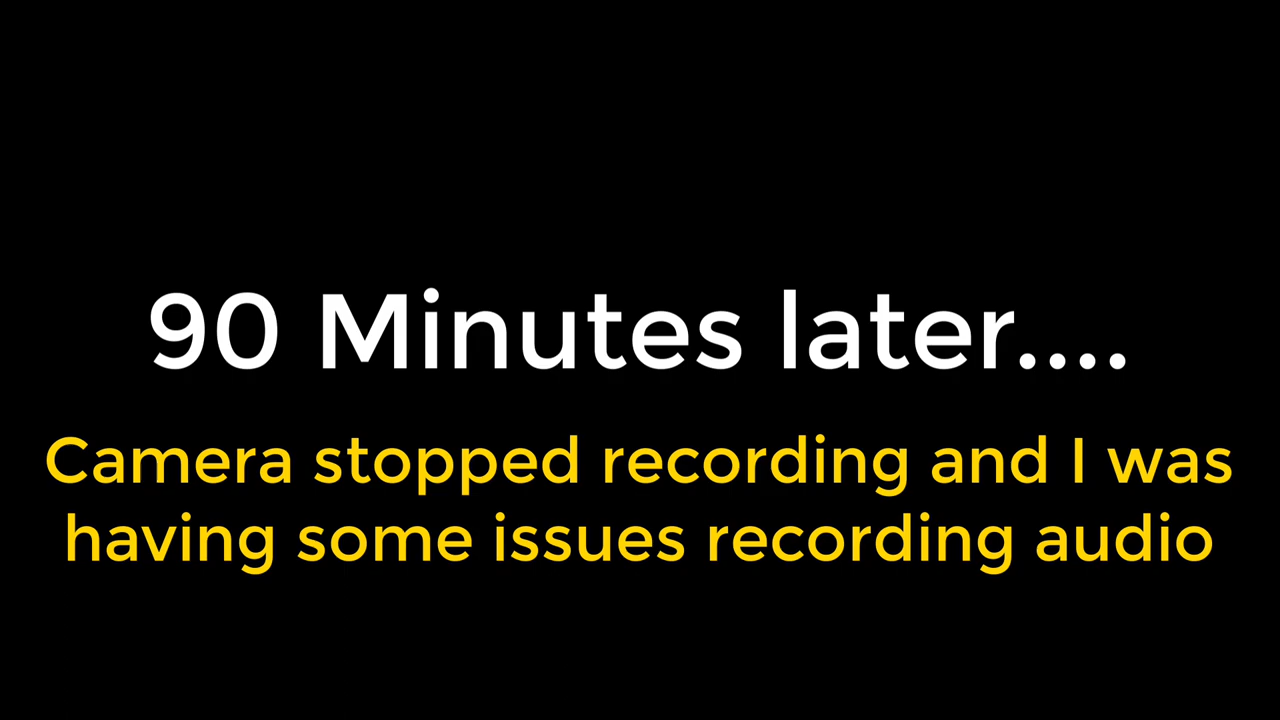 90 Minutes later....
Camera stopped recording and I was
having some issues recording audio